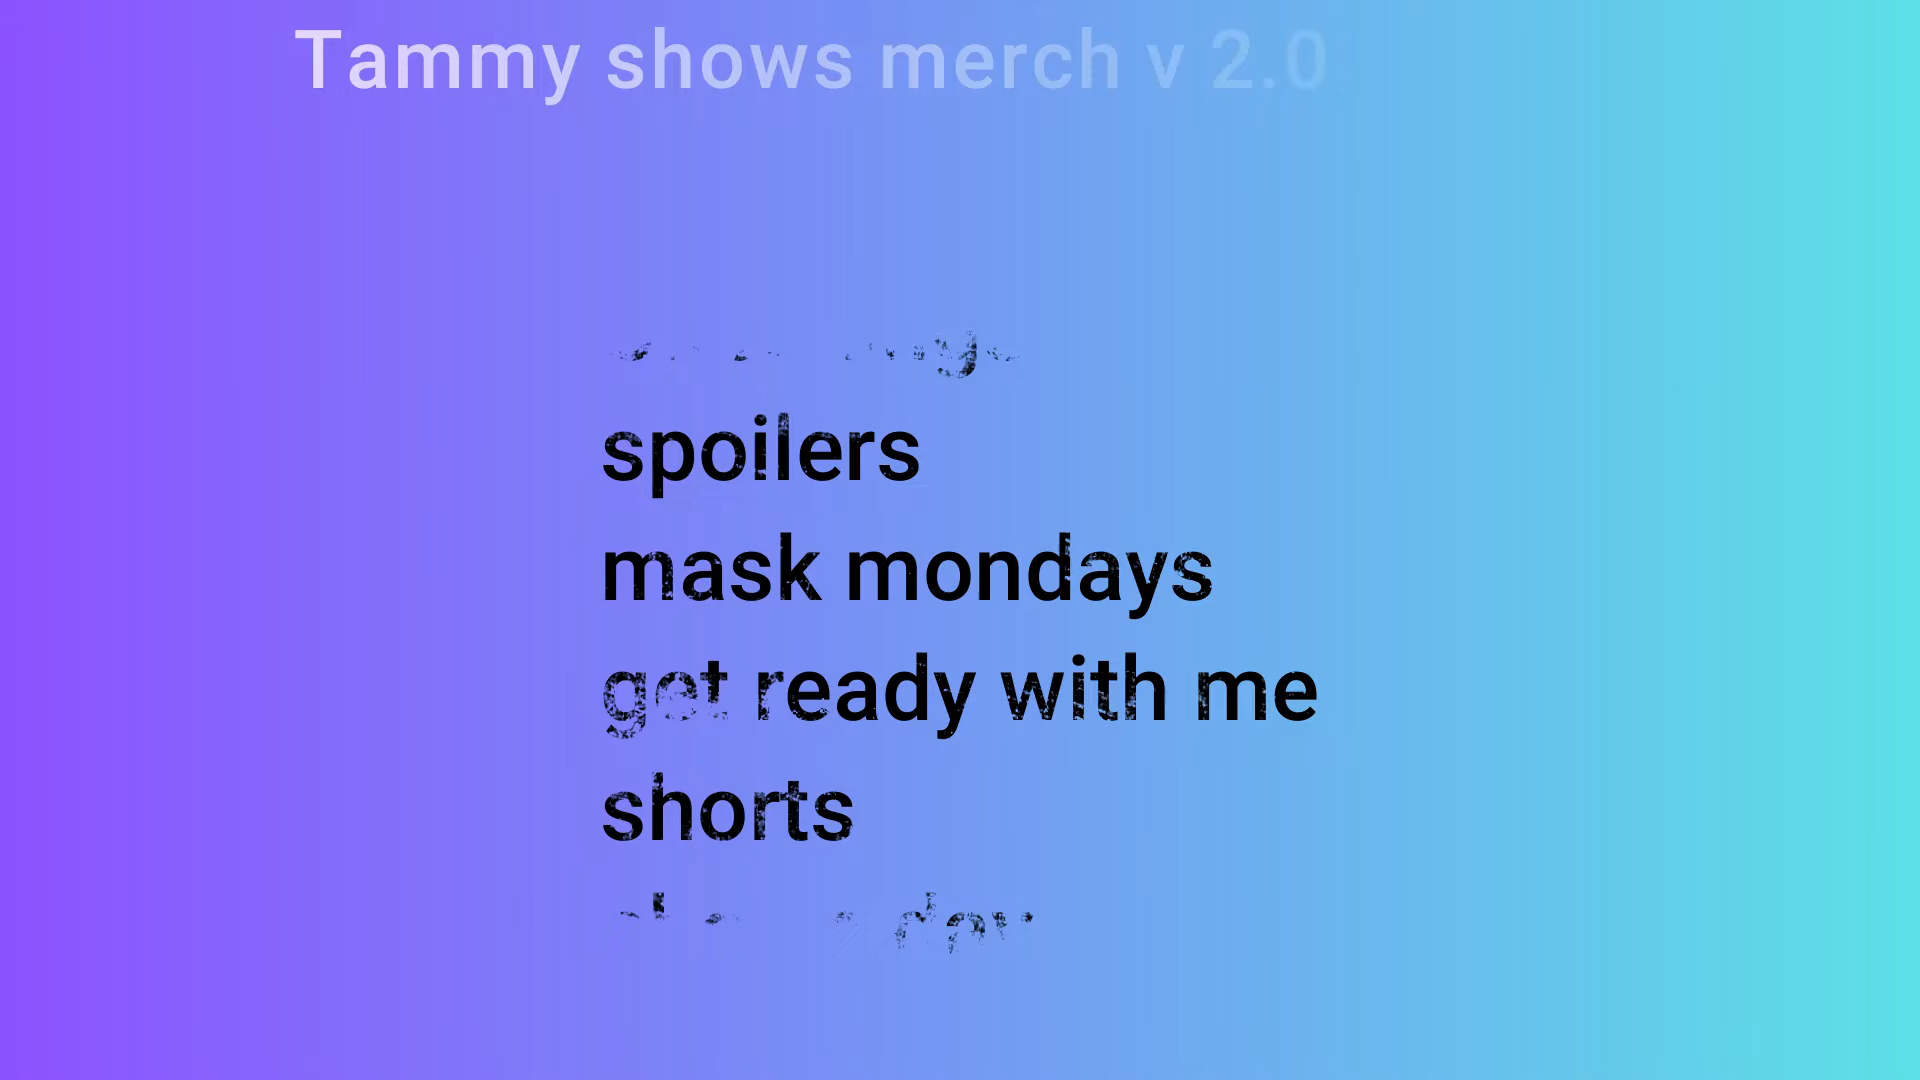 Tammy shows merch v 2.0
spoilers
mask mondays
get ready with me
shorts